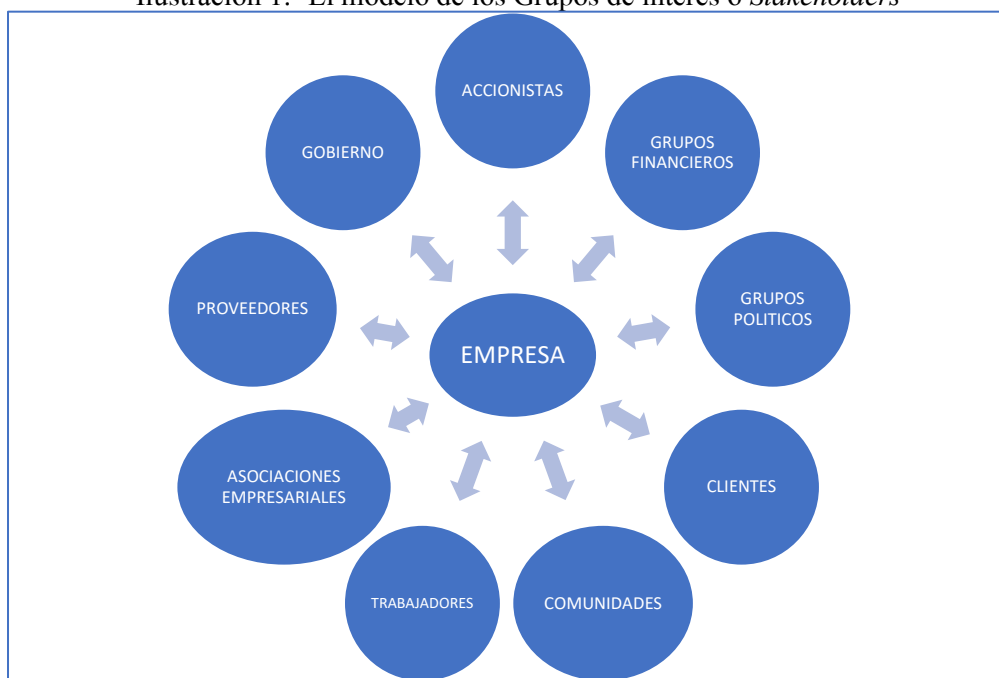 Ilustración 1. El modelo de los Grupos de interés o Stakeholders
ACCIONISTAS
GRUPOS
FINANCIEROS
GRUPOS
POLITICOS
CLIENTES
COMUNIDADES
TRABAJADORES
ASOCIACIONES
EMPRESARIALES
PROVEEDORES
GOBIERNO
EMPRESA